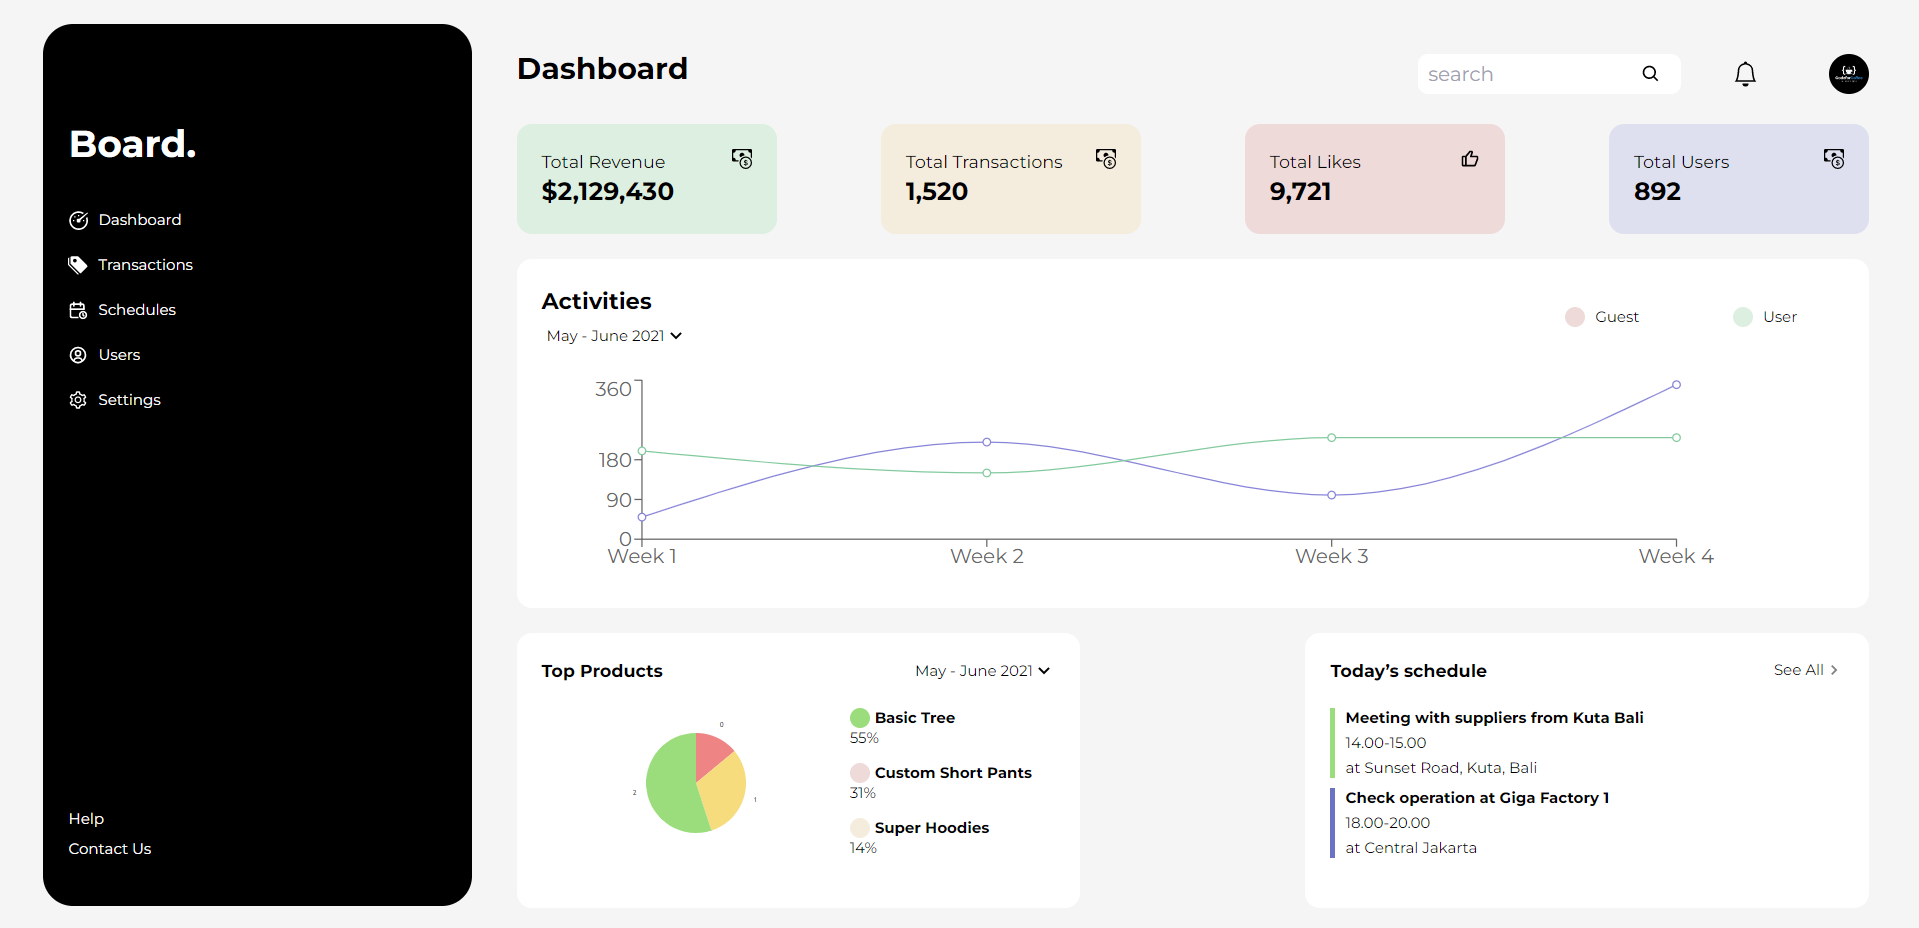 Board.
Dashboard
Transactions
Schedules
Users
Settings
Help
Contact Us
Dashboard
search
Total Revenue
$2,129,430
Total Transactions
1,520
Total Likes
9,721
Total Users
892
Activities
May - June 2021
Guest
User
360
180
90
0
Week 1
Week 2
Week 3
Week 4
Top Products
May - June 2021
0
1
2
Basic Tree
55%
Custom Short Pants
31%
Super Hoodies
14%
Today’s schedule
See All
Meeting with suppliers from Kuta Bali
14.00-15.00
at Sunset Road, Kuta, Bali
Check operation at Giga Factory 1
18.00-20.00
at Central Jakarta